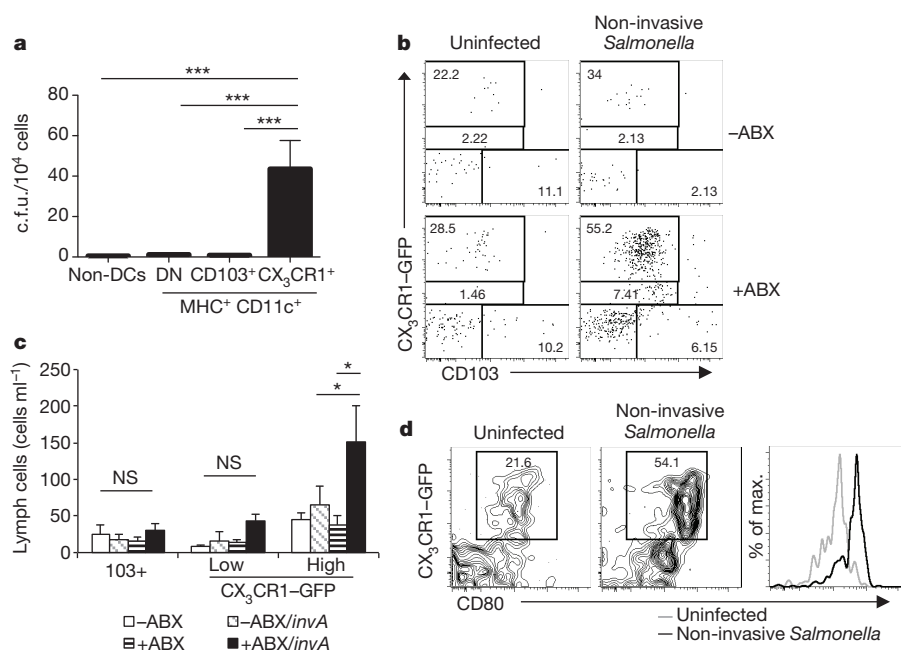 a
***
***
***
c.f.u./10⁴ cells
80
60
40
20
0
Non-DCs DN CD103⁺ CX₃CR1⁺
MHC⁺ CD11c⁺
b
Uninfected
Non-invasive
Salmonella
22.2
34
2.22
2.13
–ABX
11.1
2.13
28.5
55.2
1.46
7.41
+ABX
10.2
6.15
CX₃CR1–GFP
CD103
c
Lymph cells (cells ml⁻¹)
250
200
150
100
50
0
*
*
NS
NS
103+
Low
High
CX₃CR1–GFP
–ABX
–ABX/invA
+ABX
+ABX/invA
d
Uninfected
Non-invasive
Salmonella
21.6
54.1
CX₃CR1–GFP
% of max.
CD80
Uninfected
Non-invasive Salmonella